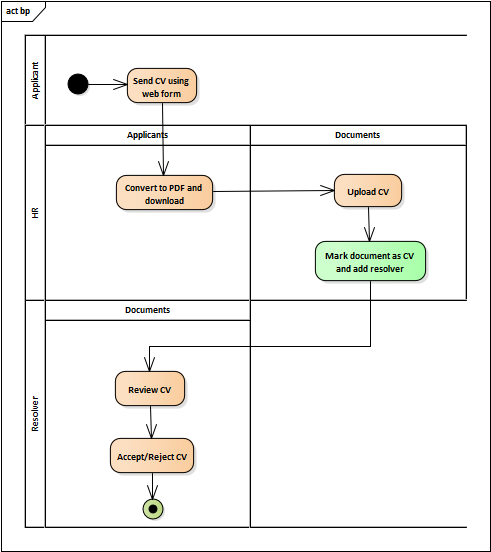 act bp
Applicant
Send CV using
web form
HR
Applicants
Documents
Convert to PDF and
download
Upload CV
Mark document as CV
and add resolver
Resolver
Documents
Review CV
Accept/Reject CV